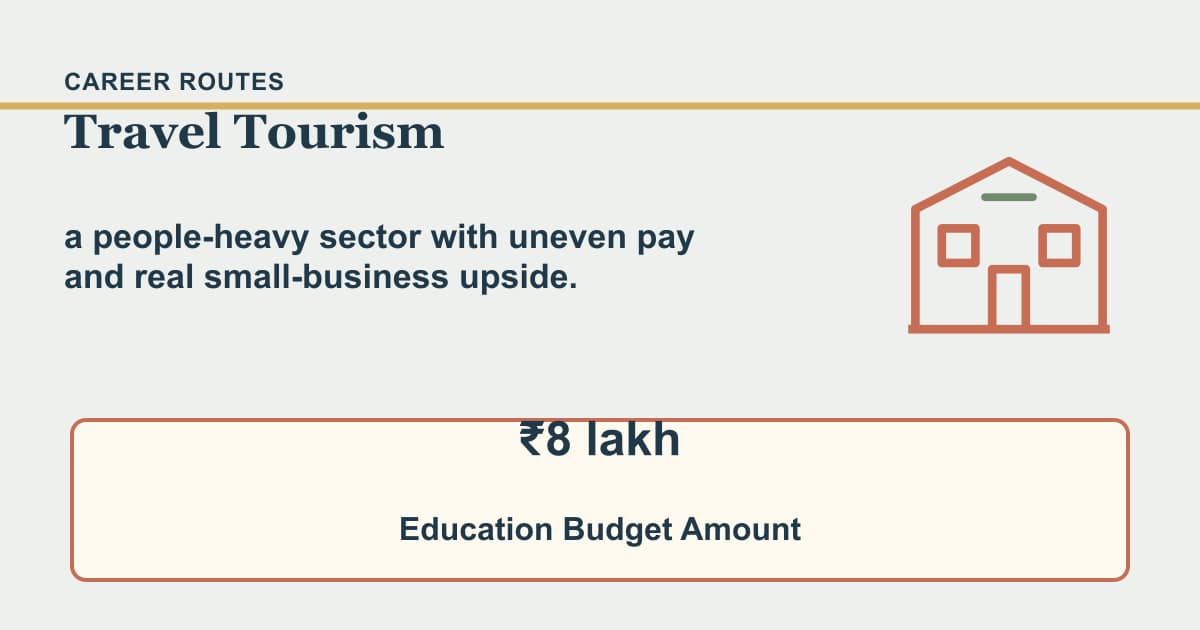 CAREER ROUTES
Travel Tourism
a people-heavy sector with uneven pay
and real small-business upside.
₹8 lakh
Education Budget Amount